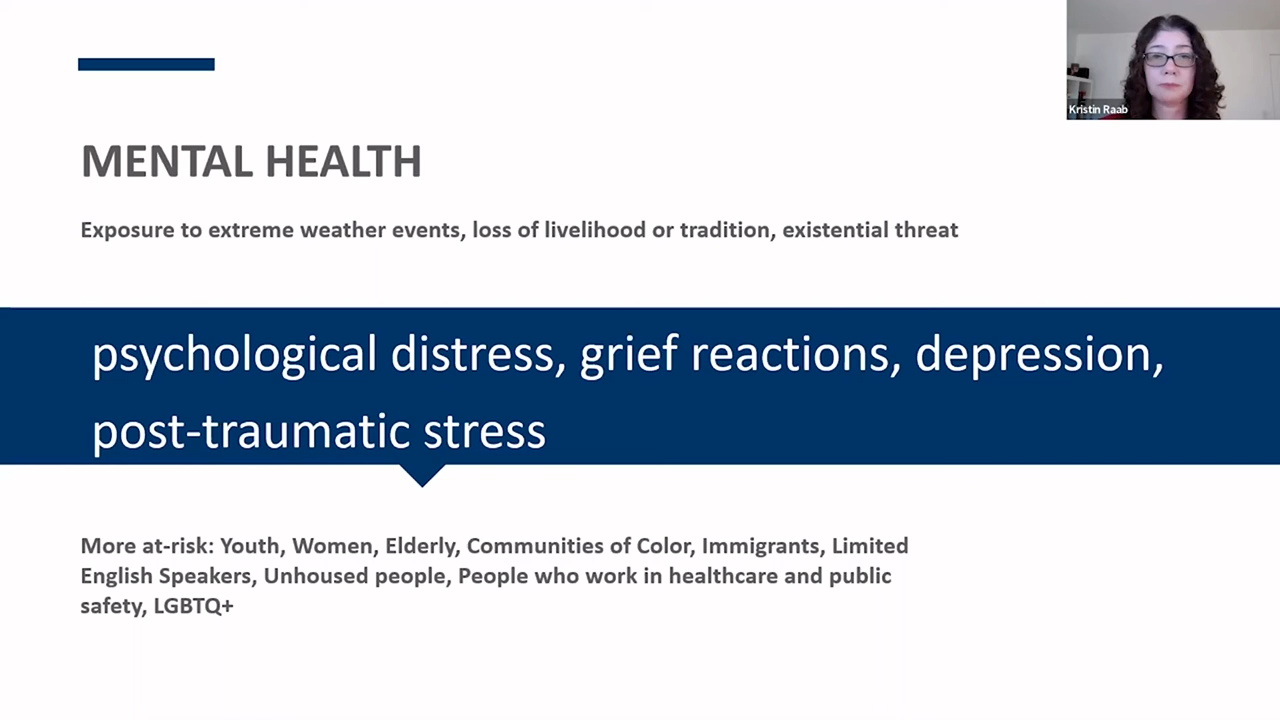 Kristin Raab
MENTAL HEALTH
Exposure to extreme weather events, loss of livelihood or tradition, existential threat
psychological distress, grief reactions, depression,
post-traumatic stress
More at-risk: Youth, Women, Elderly, Communities of Color, Immigrants, Limited
English Speakers, Unhoused people, People who work in healthcare and public
safety, LGBTQ+